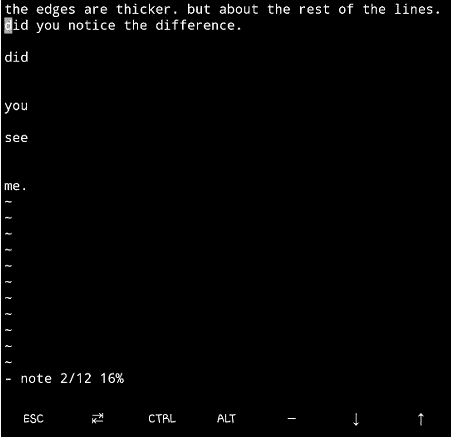 the edges are thicker. but about the rest of the lines.
did you notice the difference.
did
you
see
me.
~
~
~
~
~
~
~
~
~
~
~
- note 2/12 16%
ESC ⇄ CTRL ALT — ↓ ↑